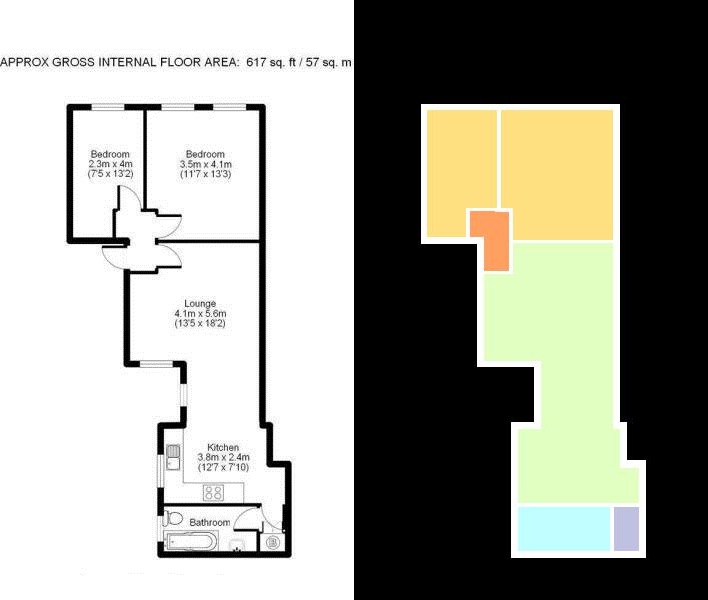 APPROX GROSS INTERNAL FLOOR AREA: 617 sq. ft / 57 sq. m
Bedroom
2.3m x 4m
(7'5 x 13'2)
Bedroom
3.5m x 4.1m
(11'7 x 13'3)
Lounge
4.1m x 5.6m
(13'5 x 18'2)
Kitchen
3.8m x 2.4m
(12'7 x 7'10)
Bathroom
B